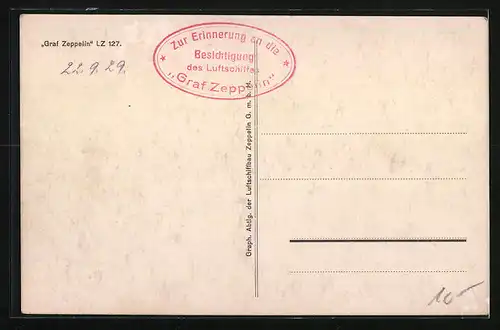 „Graf Zeppelin" LZ 127.
22. 9. 29.
* Zur Erinnerung an die *
Besichtigung
des Luftschiffes
„Graf Zeppelin"
Graph. Abtlg. der Luftschiffbau Zeppelin G. m. b. H.
10–